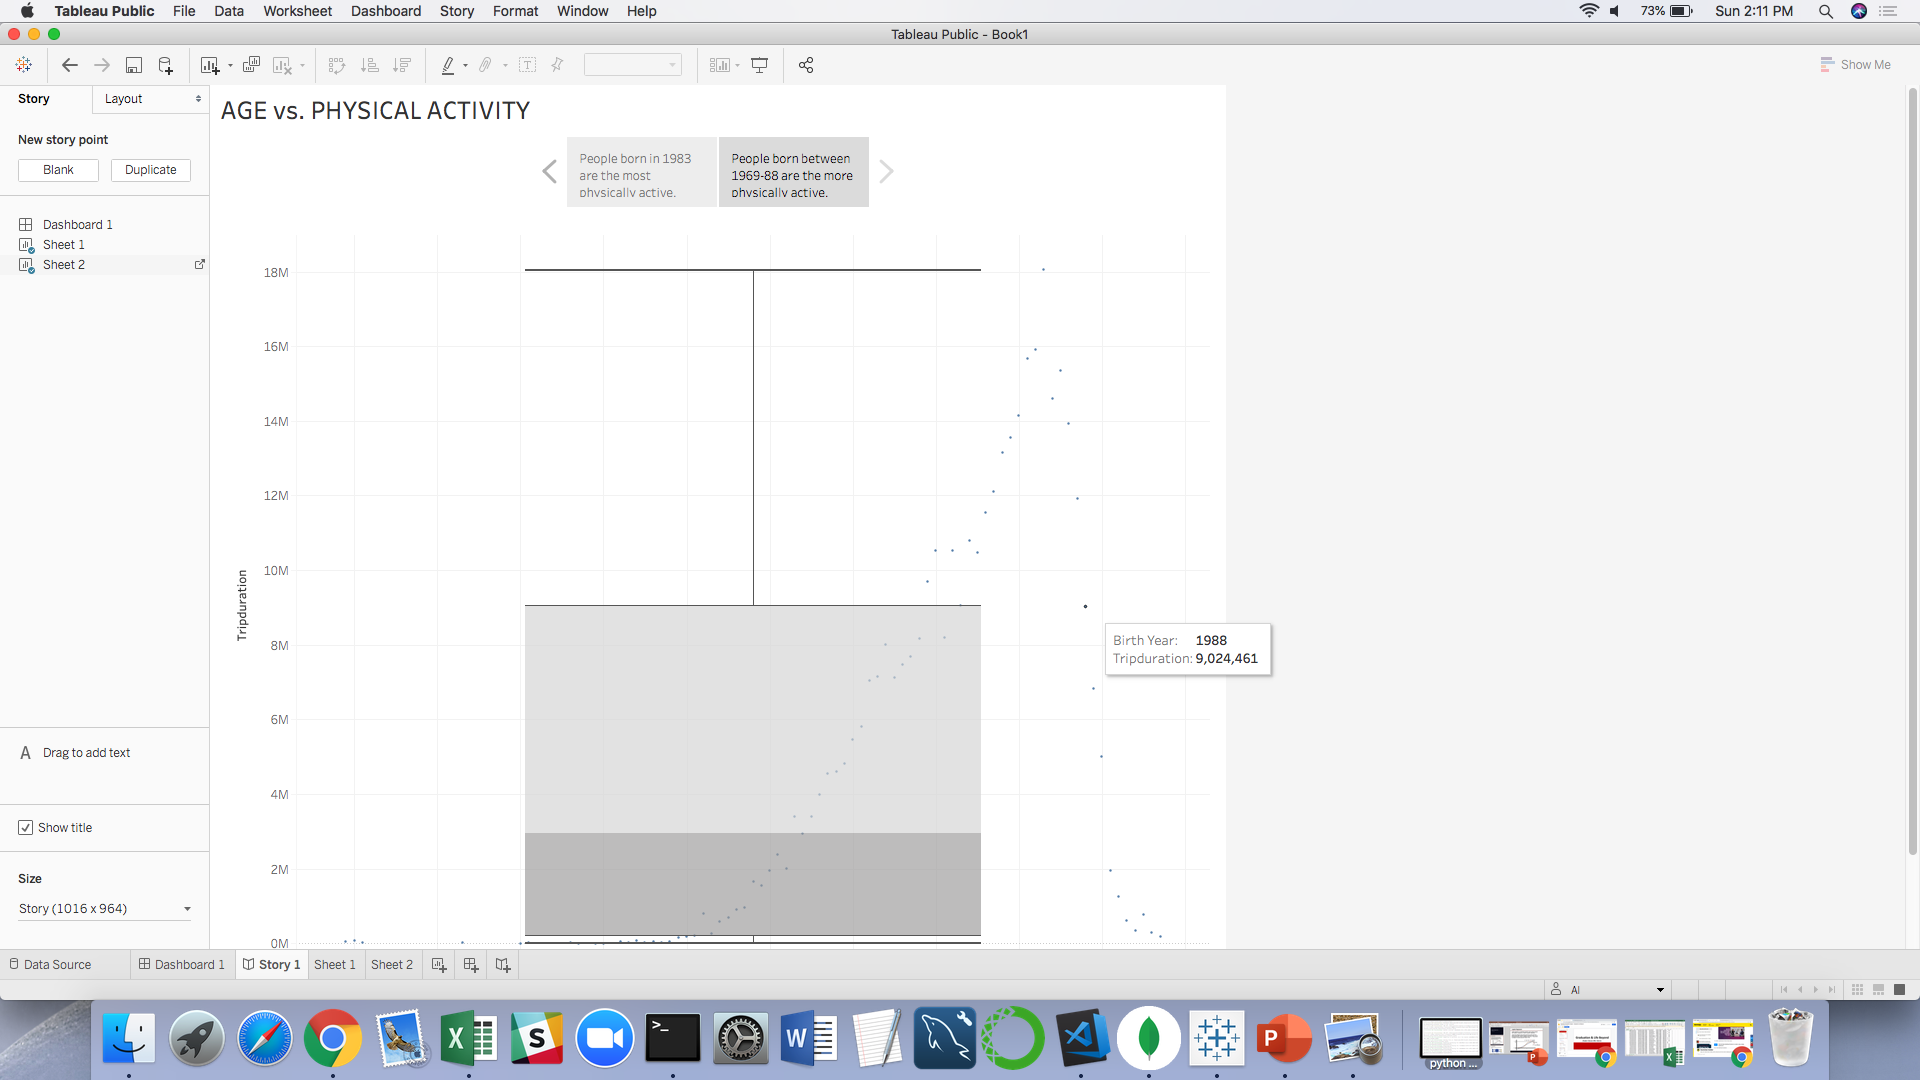 Tableau Public File Data Worksheet Dashboard Story Format Window Help 73% Sun 2:11 PM
Tableau Public - Book1
Show Me
Story Layout
AGE vs. PHYSICAL ACTIVITY
New story point
Blank Duplicate
People born in 1983
are the most
physically active.
People born between
1969-88 are the more
physically active.
Dashboard 1
Sheet 1
Sheet 2
18M
16M
14M
12M
10M
8M
6M
4M
2M
0M
Tripduration
Birth Year: 1988
Tripduration: 9,024,461
A Drag to add text
Show title
Size
Story (1016 x 964)
Data Source Dashboard 1 Story 1 Sheet 1 Sheet 2
AI
python ...